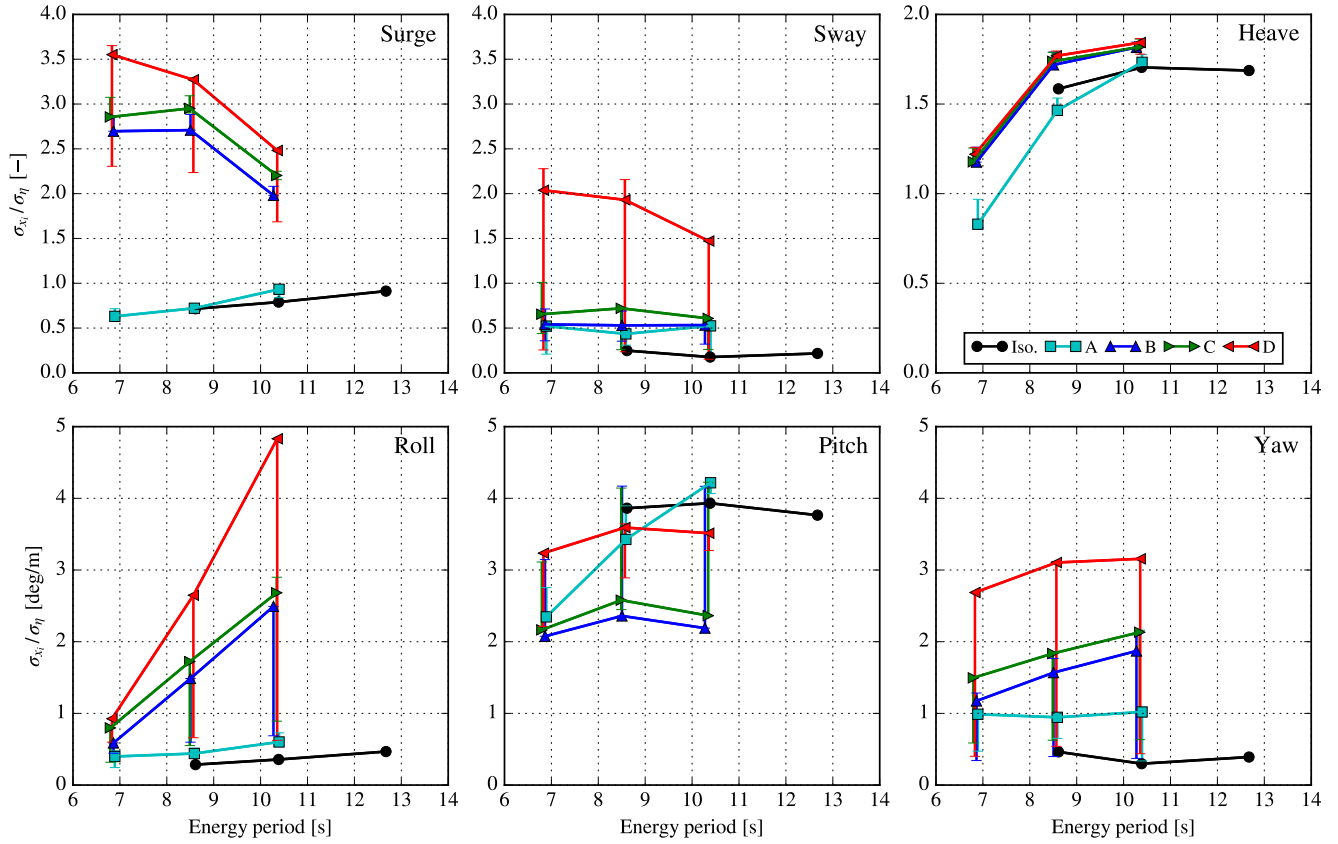 Surge
4.0
3.5
3.0
2.5
2.0
1.5
1.0
0.5
0.0
6 7 8 9 10 11 12 13 14
σxᵢ/ση [−]
Sway
4.0
3.5
3.0
2.5
2.0
1.5
1.0
0.5
0.0
6 7 8 9 10 11 12 13 14
Heave
2.0
1.5
1.0
0.5
0
6 7 8 9 10 11 12 13 14
Iso. A B C D
Roll
5
4
3
2
1
0
6 7 8 9 10 11 12 13 14
σxᵢ/ση [deg/m]
Energy period [s]
Pitch
5
4
3
2
1
0
6 7 8 9 10 11 12 13 14
Energy period [s]
Yaw
5
4
3
2
1
0
6 7 8 9 10 11 12 13 14
Energy period [s]